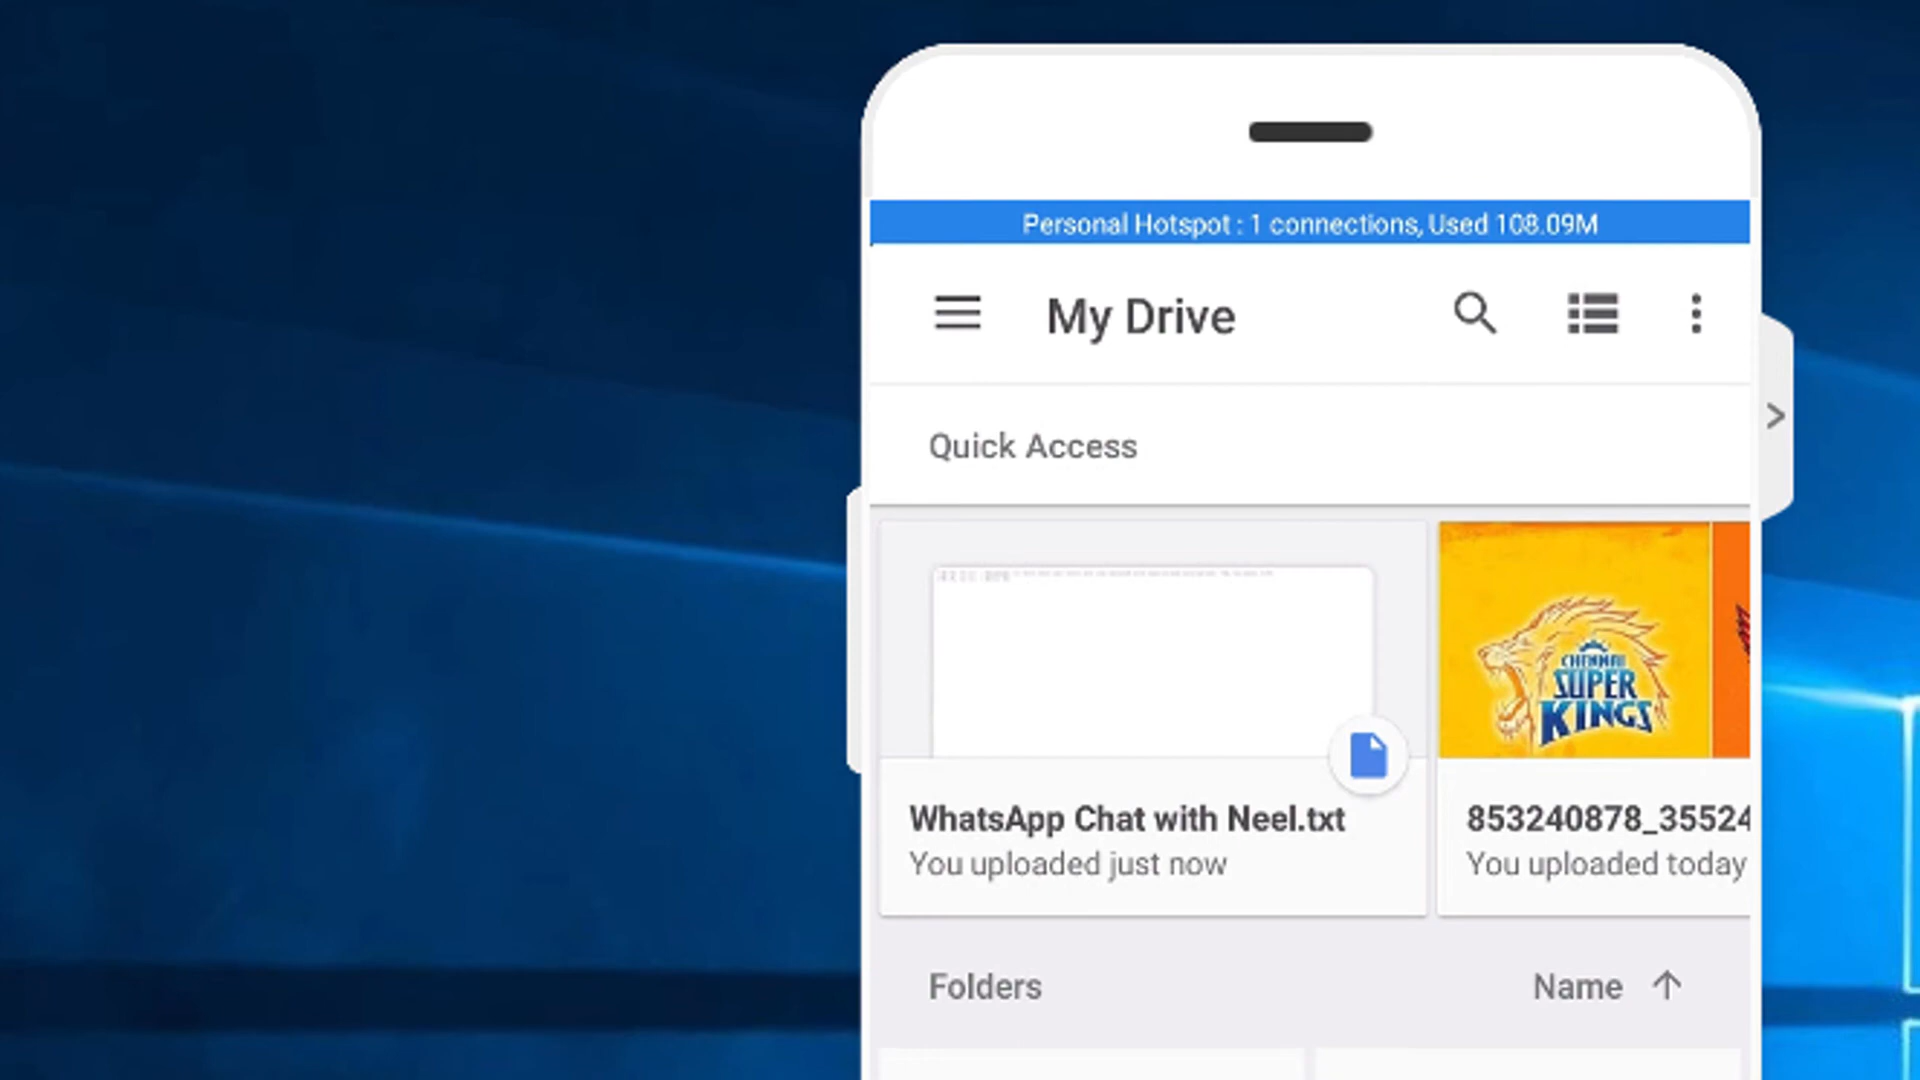 Personal Hotspot : 1 connections, Used 108.09M
My Drive
Quick Access
CHENNAI
SUPER
KINGS
WhatsApp Chat with Neel.txt
You uploaded just now
853240878_35524
You uploaded today
Folders
Name